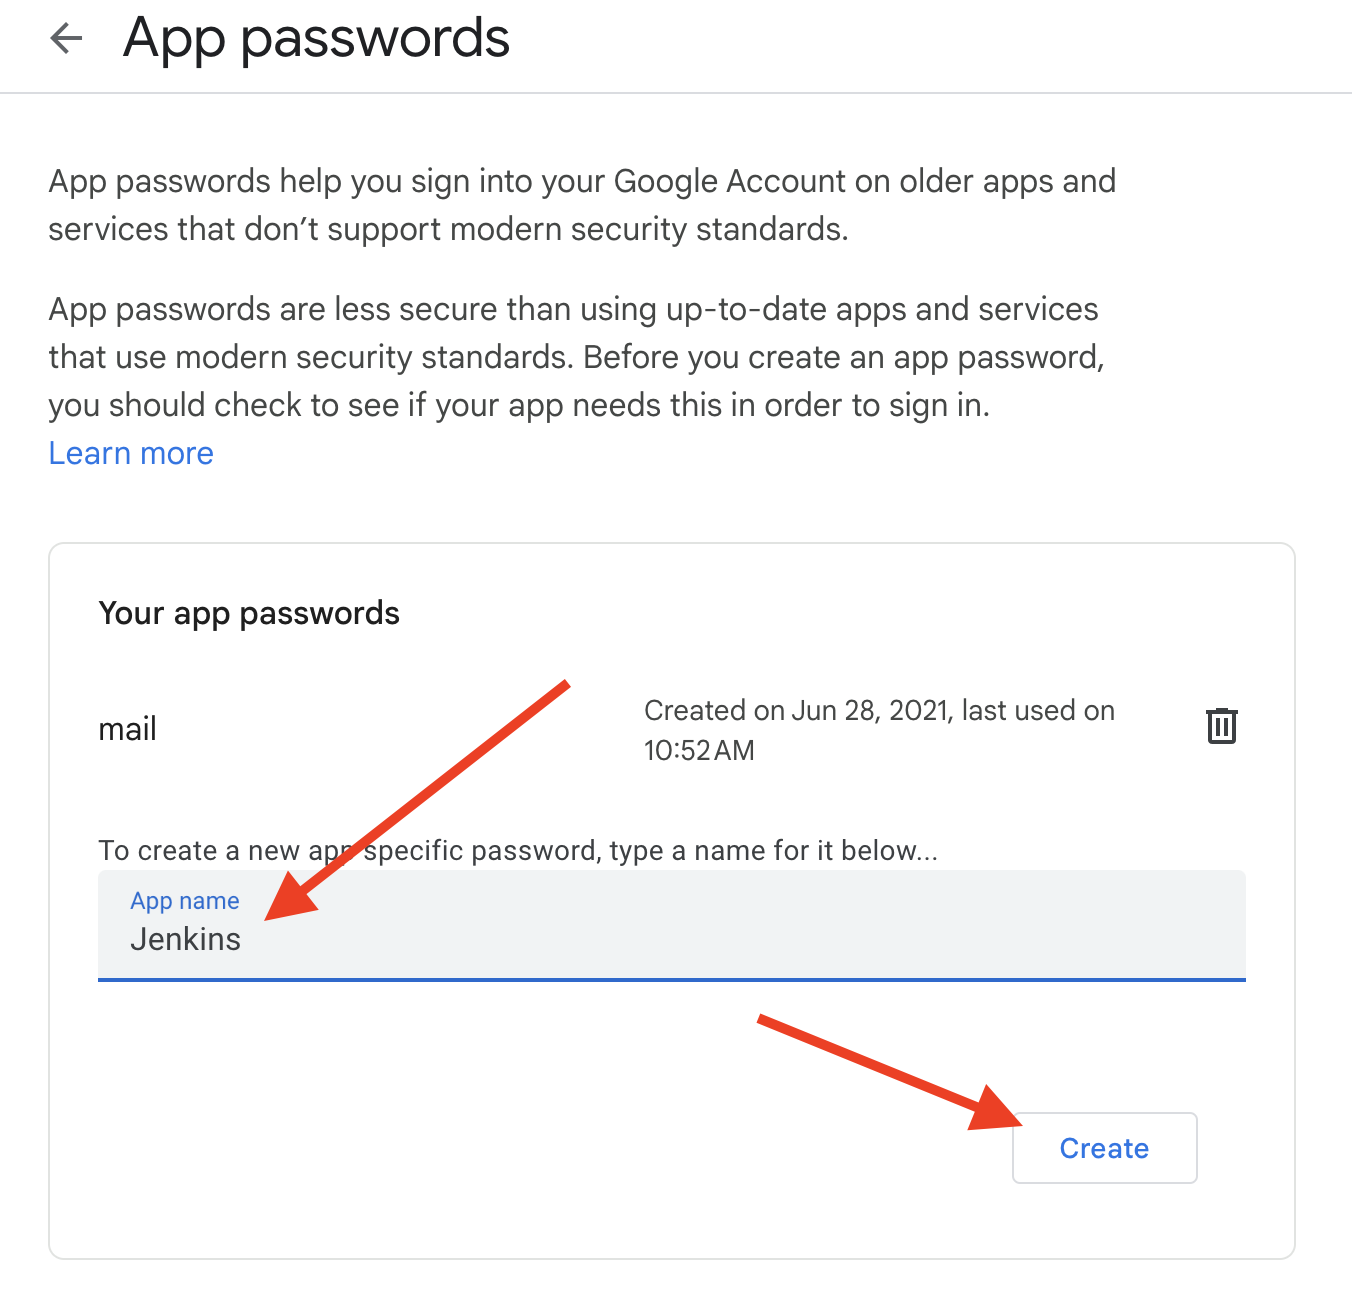 App passwords
App passwords help you sign into your Google Account on older apps and
services that don’t support modern security standards.
App passwords are less secure than using up-to-date apps and services
that use modern security standards. Before you create an app password,
you should check to see if your app needs this in order to sign in.
Learn more
Your app passwords
mail
Created on Jun 28, 2021, last used on
10:52 AM
To create a new app specific password, type a name for it below...
App name
Jenkins
Create